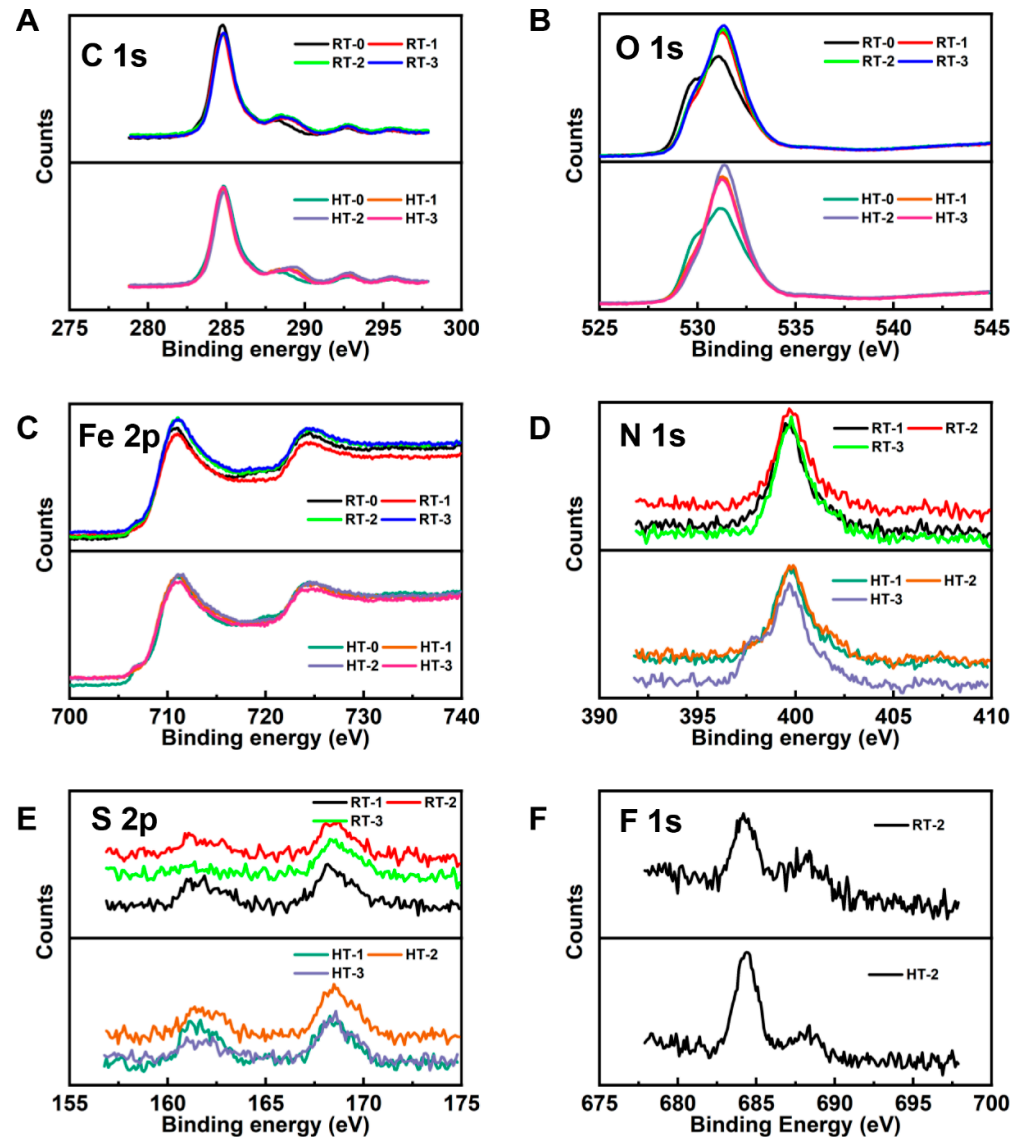 A
C 1s
RT-0 RT-1
RT-2 RT-3
HT-0 HT-1
HT-2 HT-3
Counts
275 280 285 290 295 300
Binding energy (eV)
B
O 1s
RT-0 RT-1
RT-2 RT-3
HT-0 HT-1
HT-2 HT-3
Counts
525 530 535 540 545
Binding energy (eV)
C
Fe 2p
RT-0 RT-1
RT-2 RT-3
HT-0 HT-1
HT-2 HT-3
Counts
700 710 720 730 740
Binding energy (eV)
D
N 1s
RT-1 RT-2
RT-3
HT-1 HT-2
HT-3
Counts
390 395 400 405 410
Binding energy (eV)
E
S 2p
RT-1 RT-2
RT-3
HT-1 HT-2
HT-3
Counts
155 160 165 170 175
Binding energy (eV)
F
F 1s
RT-2
HT-2
Counts
675 680 685 690 695 700
Binding Energy (eV)